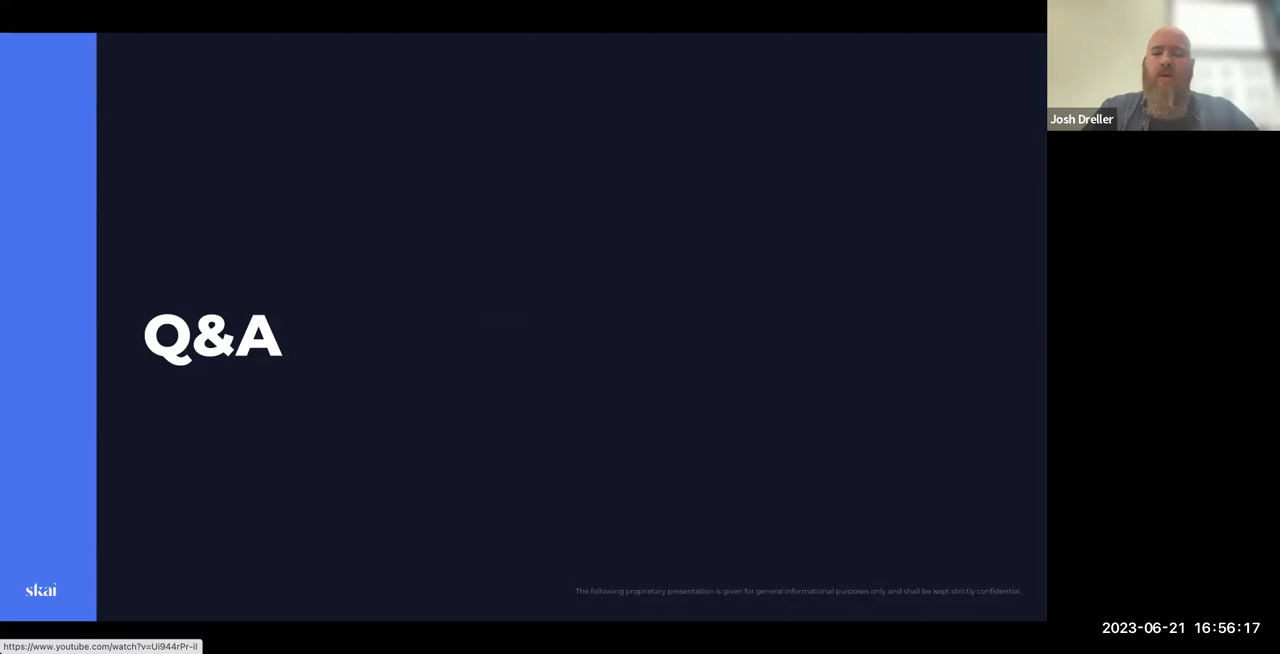 Josh Dreller
Q&A
skai
The following proprietary presentation is given for general informational purposes only and shall be kept strictly confidential.
2023-06-21 16:56:17
https://www.youtube.com/watch?v=Ui944rPr-iI